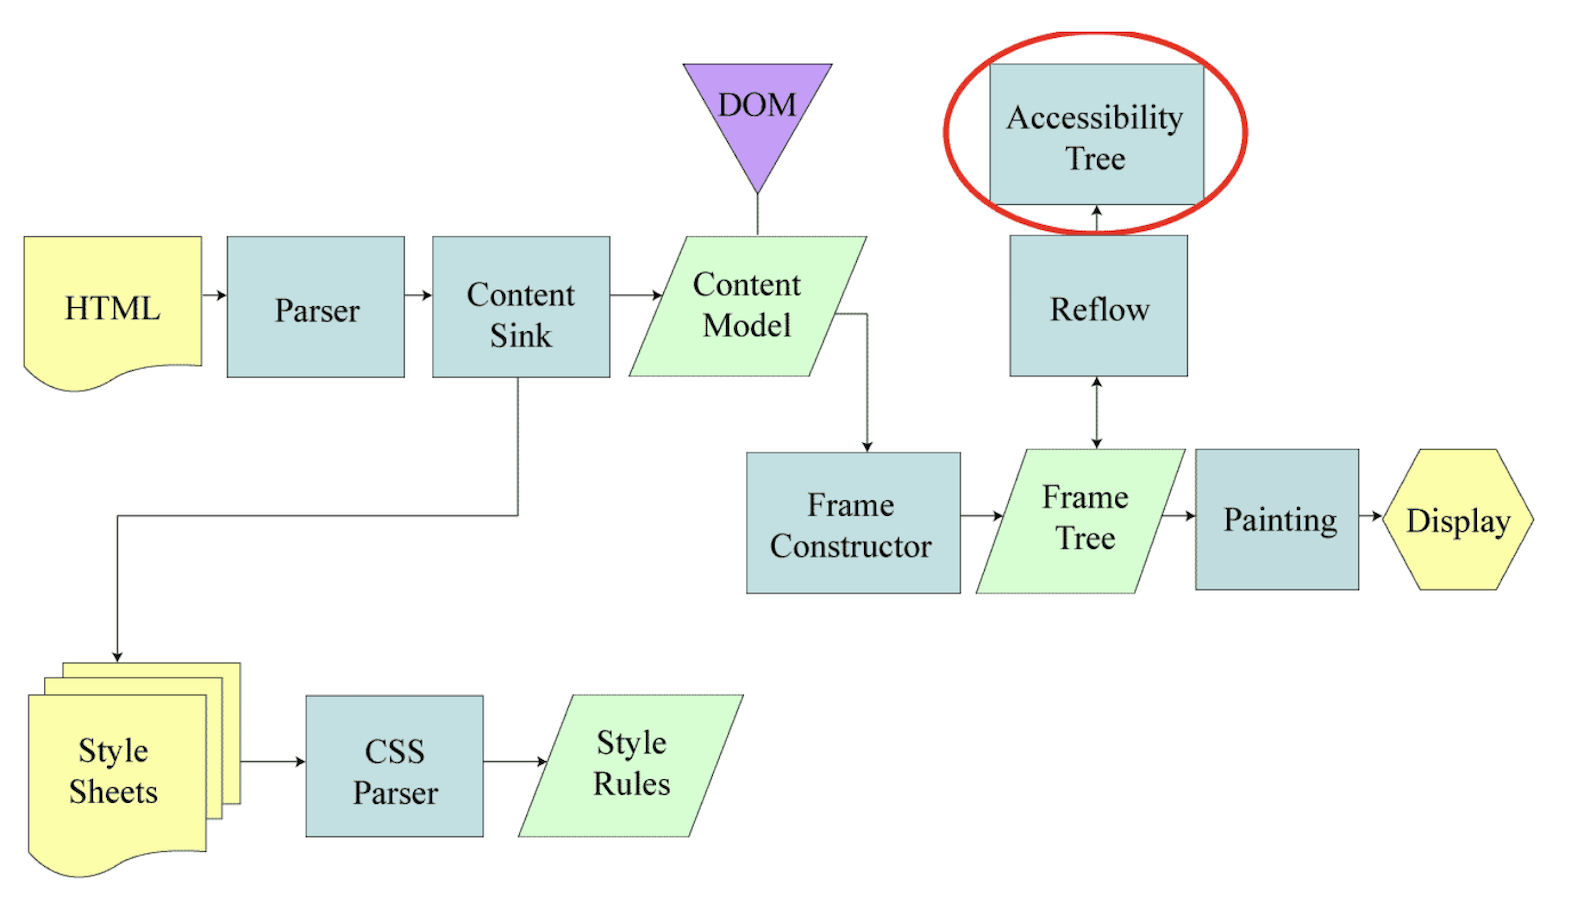 DOM
Accessibility
Tree
HTML
Parser
Content
Sink
Content
Model
Reflow
Frame
Constructor
Frame
Tree
Painting
Display
Style
Sheets
CSS
Parser
Style
Rules